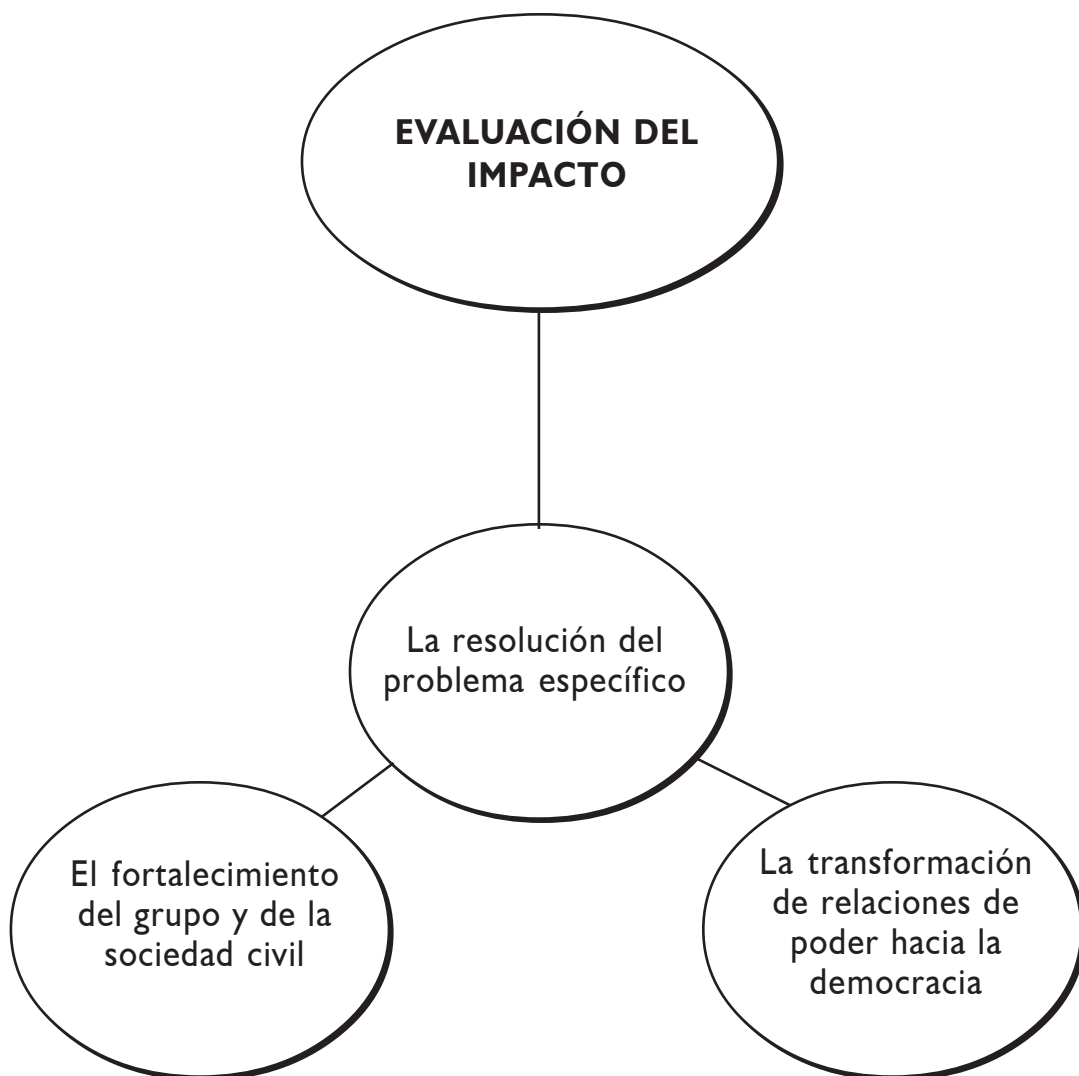 EVALUACIÓN DEL
IMPACTO
La resolución del
problema específico
El fortalecimiento
del grupo y de la
sociedad civil
La transformación
de relaciones de
poder hacia la
democracia